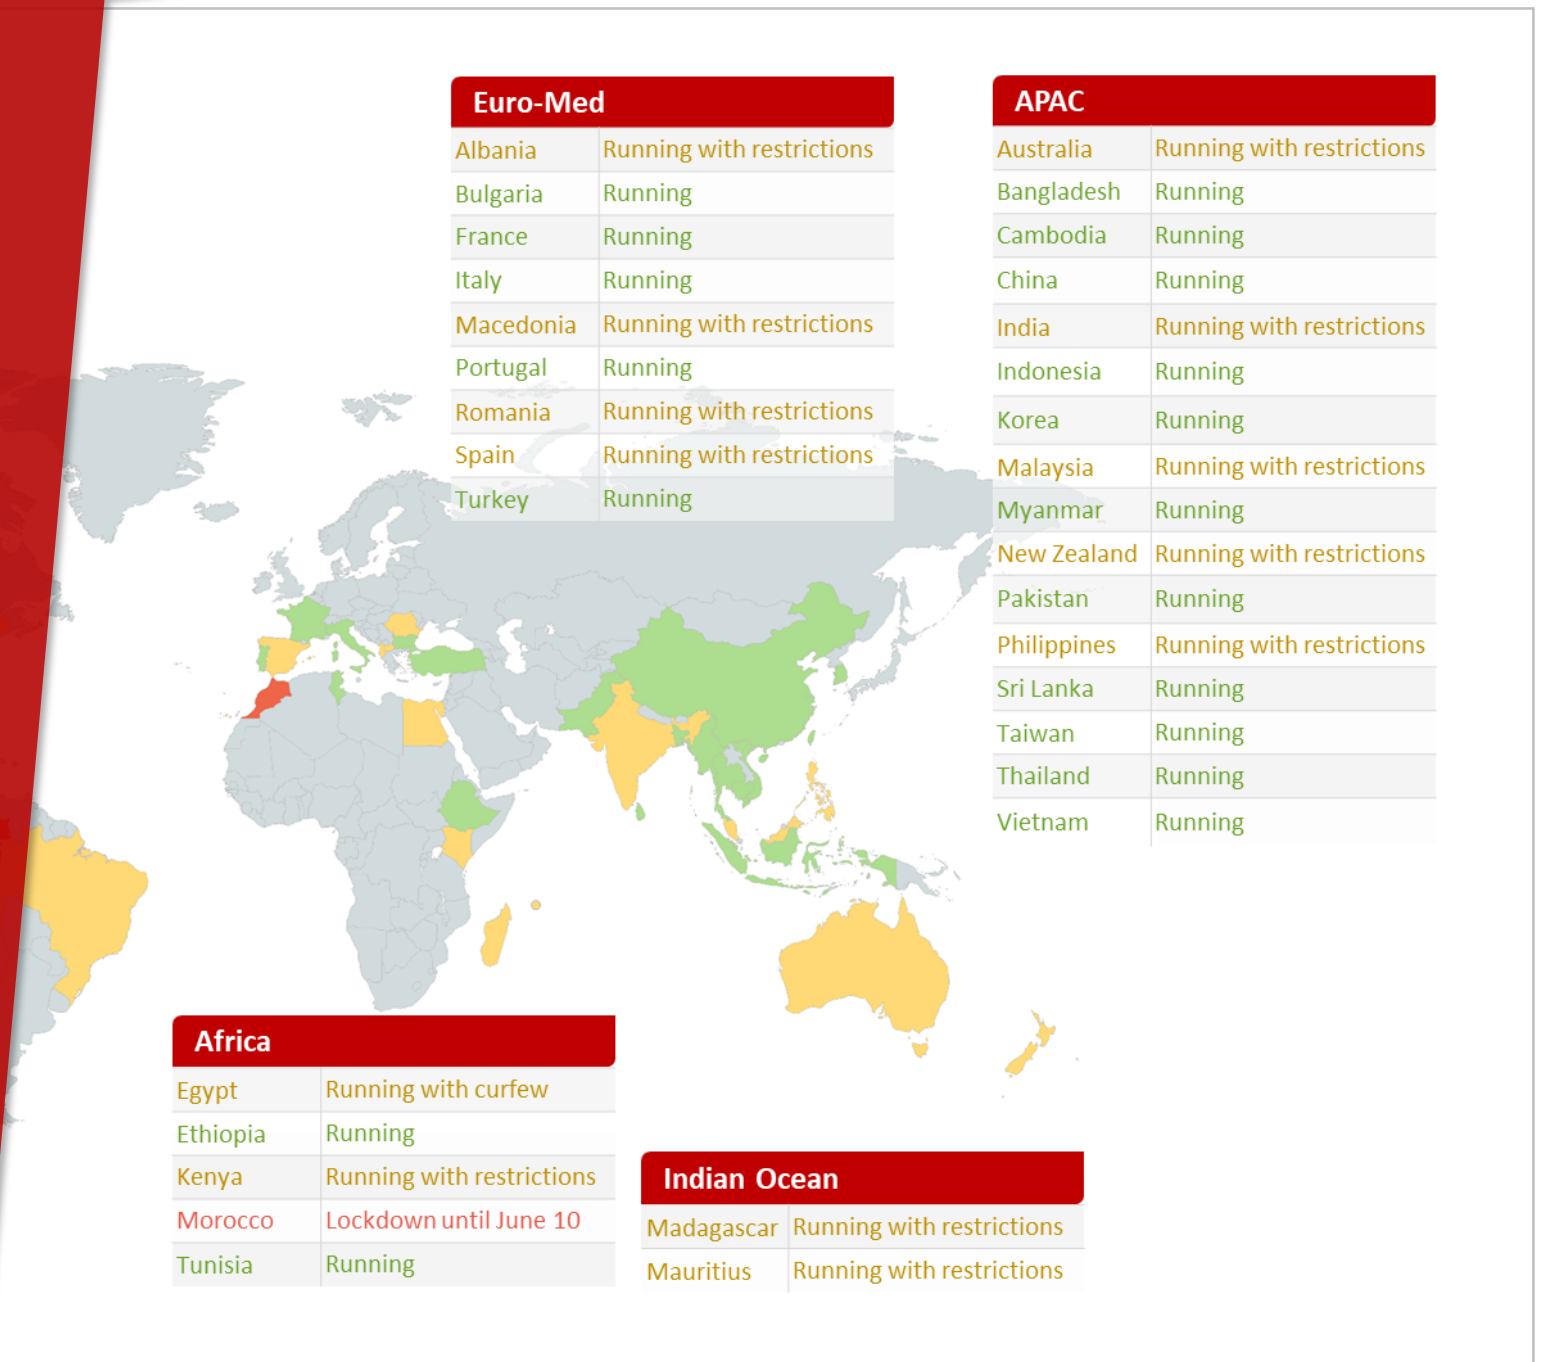 Euro-Med
Albania Running with restrictions
Bulgaria Running
France Running
Italy Running
Macedonia Running with restrictions
Portugal Running
Romania Running with restrictions
Spain Running with restrictions
Turkey Running
APAC
Australia Running with restrictions
Bangladesh Running
Cambodia Running
China Running
India Running with restrictions
Indonesia Running
Korea Running
Malaysia Running with restrictions
Myanmar Running
New Zealand Running with restrictions
Pakistan Running
Philippines Running with restrictions
Sri Lanka Running
Taiwan Running
Thailand Running
Vietnam Running
Africa
Egypt Running with curfew
Ethiopia Running
Kenya Running with restrictions
Morocco Lockdown until June 10
Tunisia Running
Indian Ocean
Madagascar Running with restrictions
Mauritius Running with restrictions